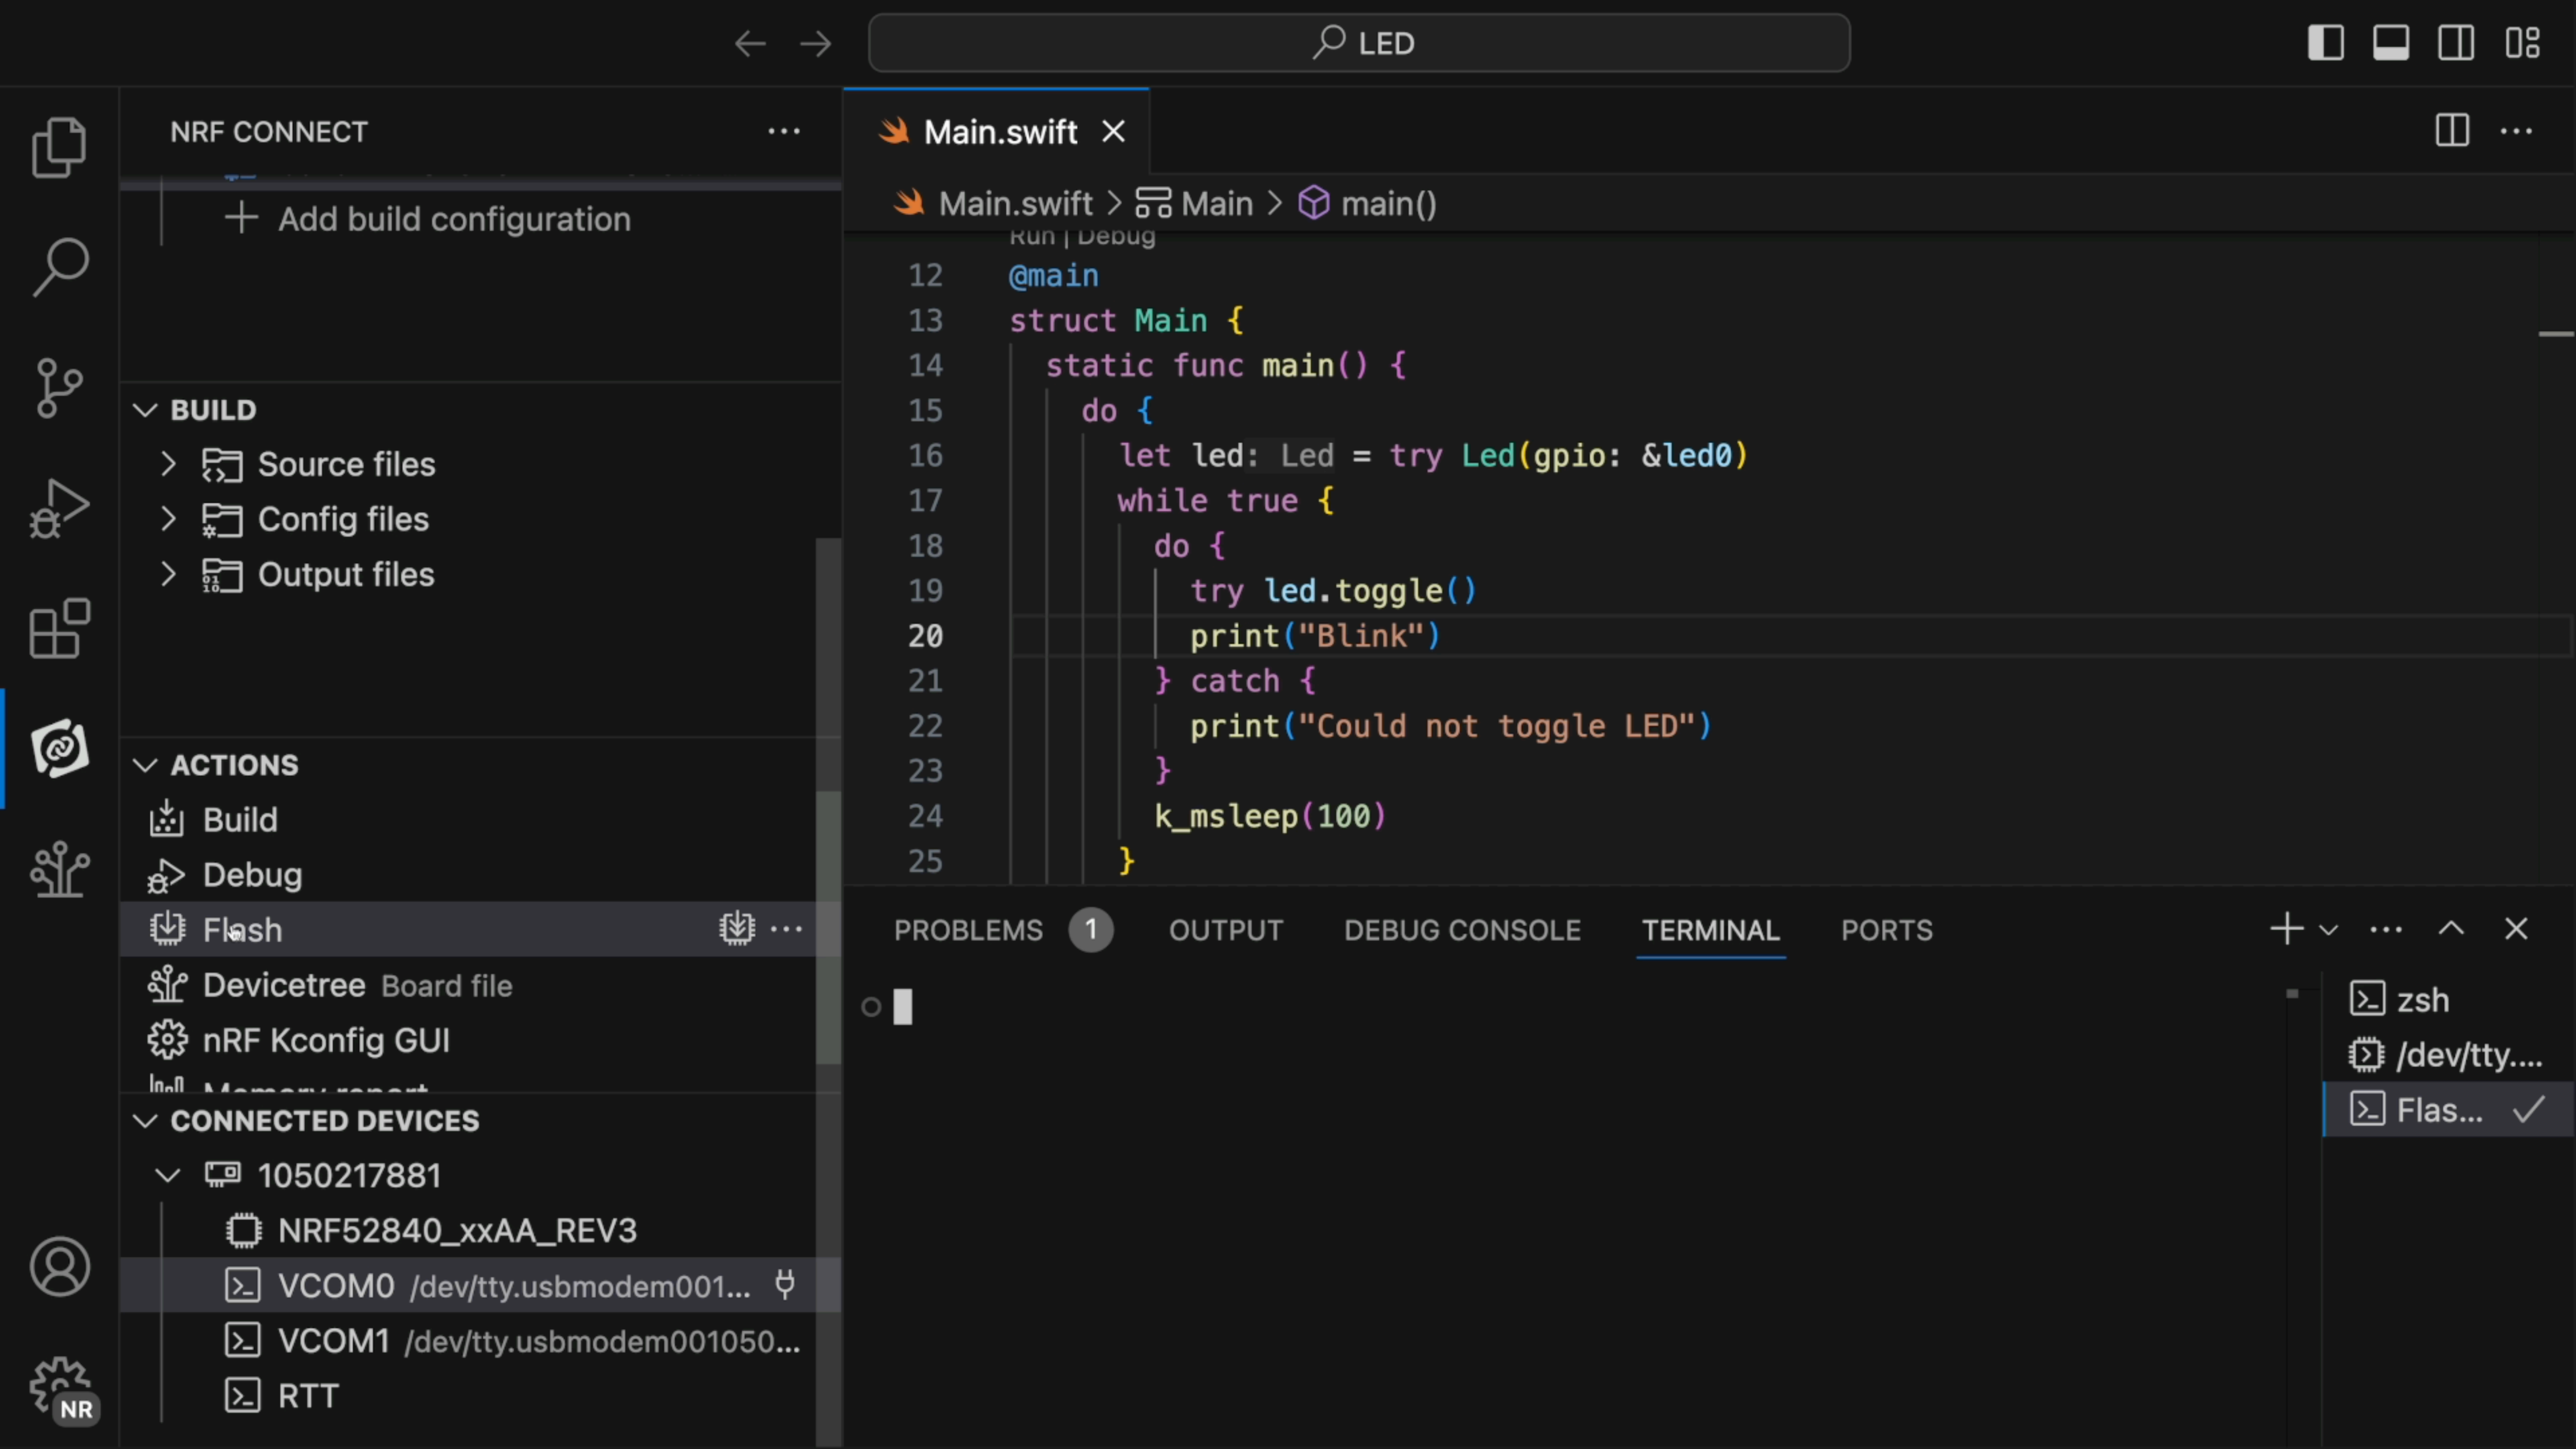 LED
NRF CONNECT
Add build configuration
BUILD
Source files
Config files
Output files
ACTIONS
Build
Debug
Flash
Devicetree Board file
nRF Kconfig GUI
Memory report
CONNECTED DEVICES
1050217881
NRF52840_xxAA_REV3
VCOM0 /dev/tty.usbmodem001...
VCOM1 /dev/tty.usbmodem001050...
RTT
NR
Main.swift
Main.swift > Main > main()
Run | Debug
12 @main
13 struct Main {
14 static func main() {
15 do {
16 let led: Led = try Led(gpio: &led0)
17 while true {
18 do {
19 try led.toggle()
20 print("Blink")
21 } catch {
22 print("Could not toggle LED")
23 }
24 k_msleep(100)
25 }
PROBLEMS 1 OUTPUT DEBUG CONSOLE TERMINAL PORTS
zsh
/dev/tty....
Flas...